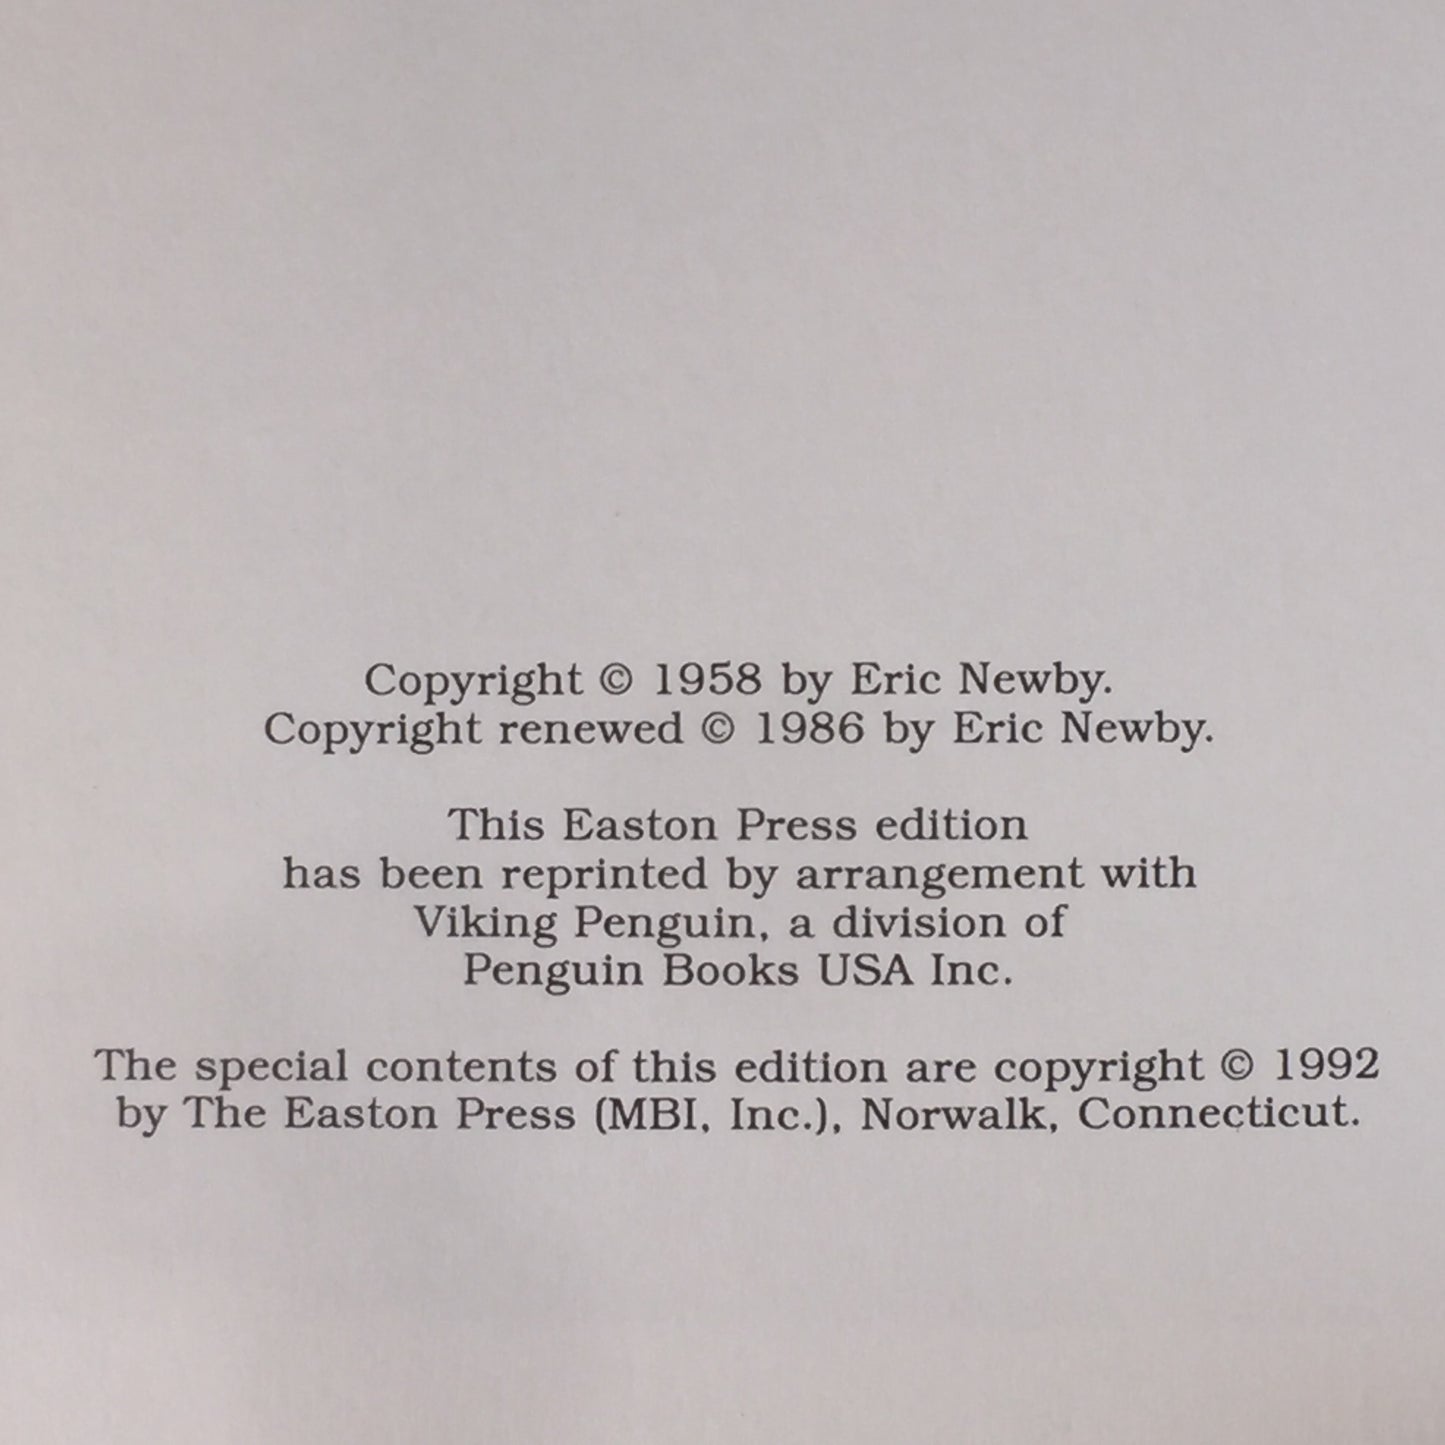 Copyright © 1958 by Eric Newby.
Copyright renewed © 1986 by Eric Newby.
This Easton Press edition
has been reprinted by arrangement with
Viking Penguin, a division of
Penguin Books USA Inc.
The special contents of this edition are copyright © 1992
by The Easton Press (MBI, Inc.), Norwalk, Connecticut.